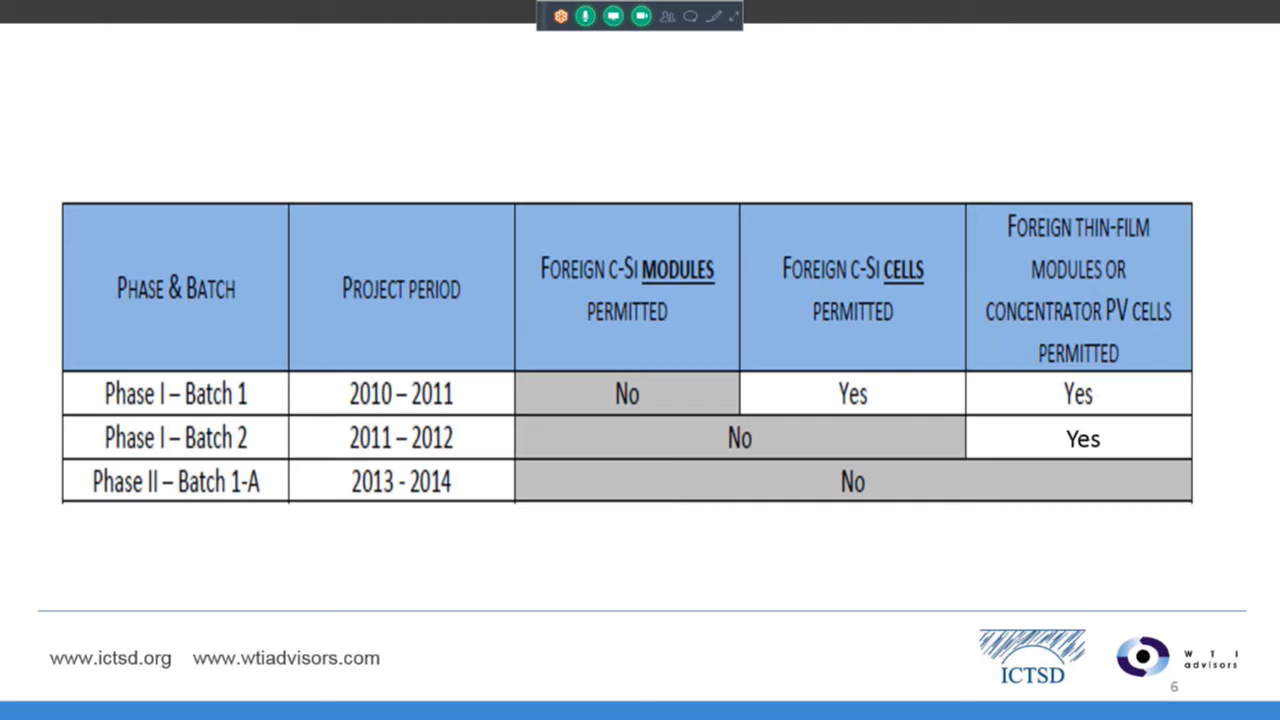 PHASE & BATCH
PROJECT PERIOD
FOREIGN C-SI MODULES
PERMITTED
FOREIGN C-SI CELLS
PERMITTED
FOREIGN THIN-FILM
MODULES OR
CONCENTRATOR PV CELLS
PERMITTED
Phase I – Batch 1
2010 – 2011
No
Yes
Yes
Phase I – Batch 2
2011 – 2012
No
Yes
Phase II – Batch 1-A
2013 - 2014
No
www.ictsd.org
www.wtiadvisors.com
ICTSD
WTI
advisors
6